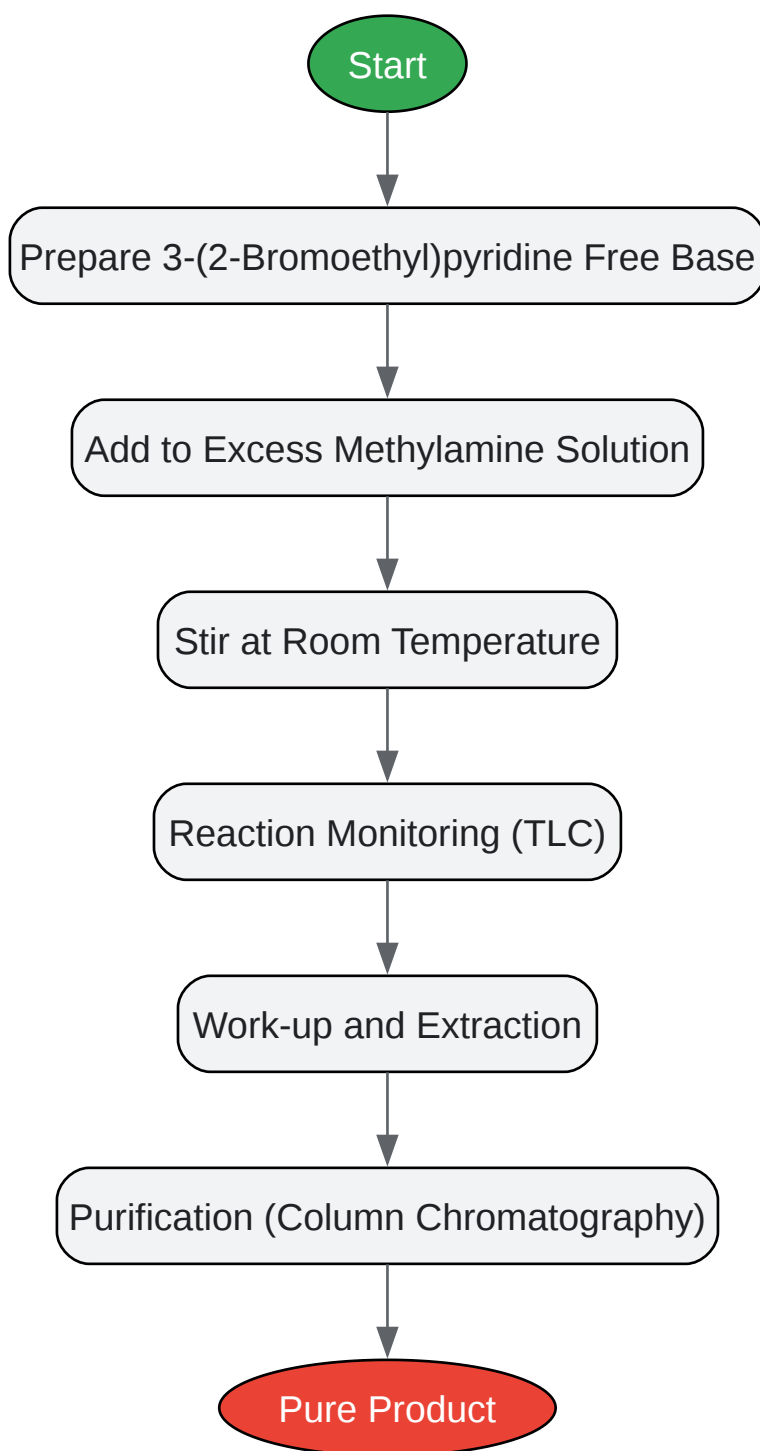 Start
Prepare 3-(2-Bromoethyl)pyridine Free Base
Add to Excess Methylamine Solution
Stir at Room Temperature
Reaction Monitoring (TLC)
Work-up and Extraction
Purification (Column Chromatography)
Pure Product